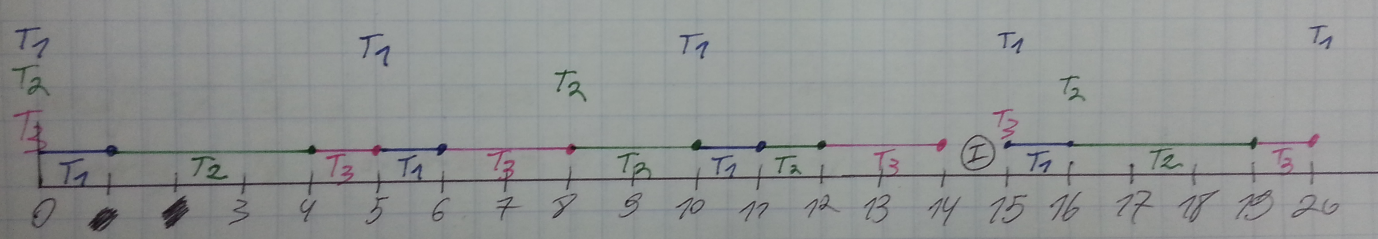 T1 T1 T1 T1 T1
T2 T2 T2
T3 T3
T1 T2 T3 T1 T3 T2 T1 T2 T3 I T1 T2 T3
0 3 4 5 6 7 8 9 10 11 12 13 14 15 16 17 18 19 20